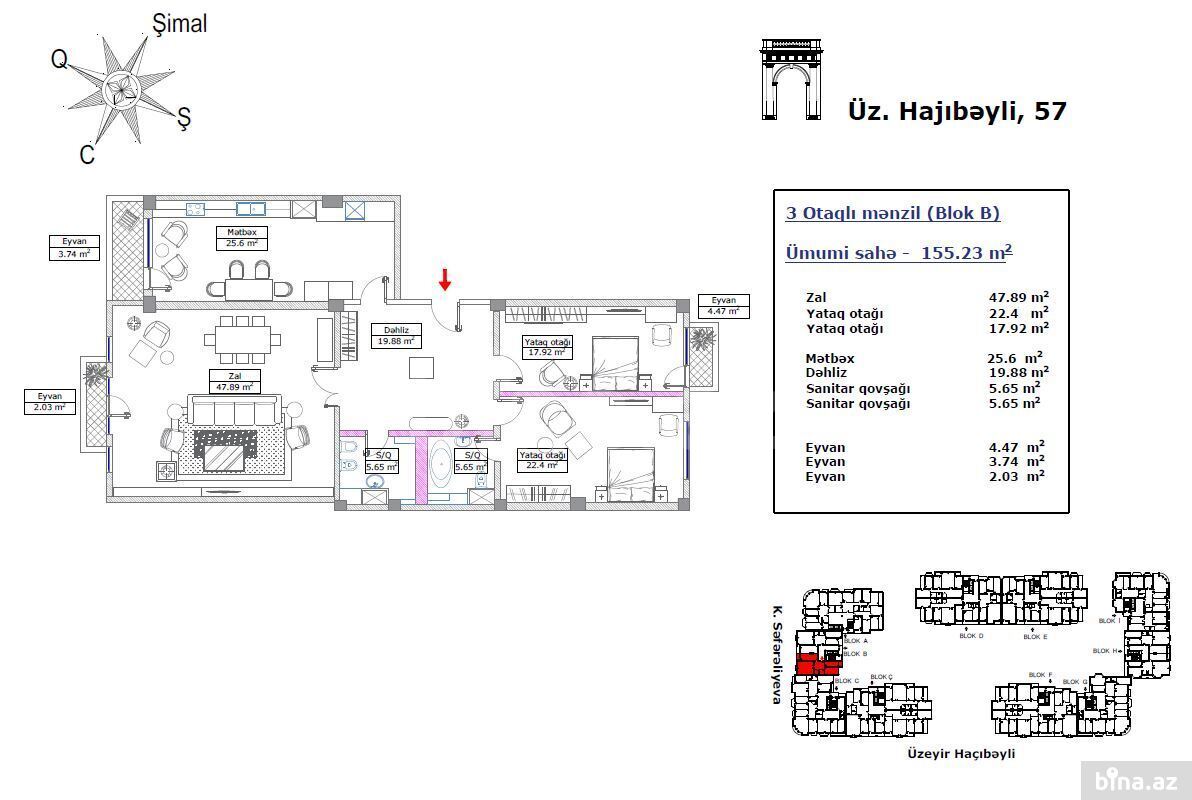 Şimal
Q
Ş
C
Üz. Hajıbəyli, 57
3 Otaqlı mənzil (Blok B)
Ümumi sahə - 155.23 m²
Zal 47.89 m²
Yataq otağı 22.4 m²
Yataq otağı 17.92 m²
Mətbəx 25.6 m²
Dəhliz 19.88 m²
Sanitar qovşağı 5.65 m²
Sanitar qovşağı 5.65 m²
Eyvan 4.47 m²
Eyvan 3.74 m²
Eyvan 2.03 m²
Eyvan
3.74 m²
Mətbəx
25.6 m²
Eyvan
4.47 m²
Dəhliz
19.88 m²
Yataq otağı
17.92 m²
Zal
47.89 m²
Eyvan
2.03 m²
S/Q
5.65 m²
S/Q
5.65 m²
Yataq otağı
22.4 m²
K. Səfərəliyeva
BLOK A
BLOK B
BLOK C
BLOK Ç
BLOK D
BLOK E
BLOK F
BLOK G
BLOK H
BLOK I
Üzeyir Haçıbəyli
bina.az